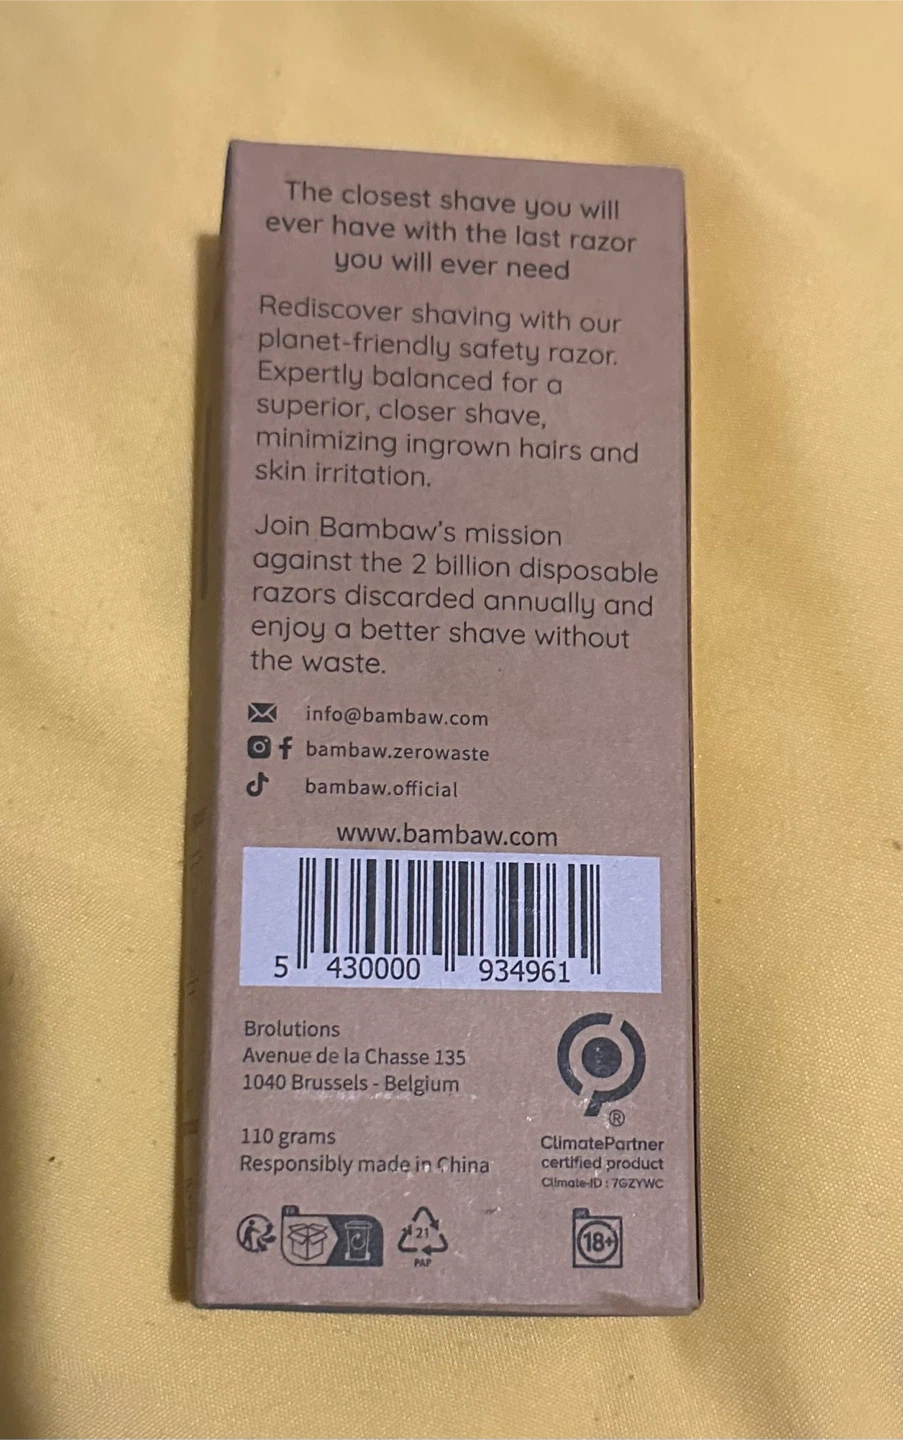 The closest shave you will
ever have with the last razor
you will ever need
Rediscover shaving with our
planet-friendly safety razor.
Expertly balanced for a
superior, closer shave,
minimizing ingrown hairs and
skin irritation.
Join Bambaw's mission
against the 2 billion disposable
razors discarded annually and
enjoy a better shave without
the waste.
info@bambaw.com
bambaw.zerowaste
bambaw.official
www.bambaw.com
5 430000 934961
Brolutions
Avenue de la Chasse 135
1040 Brussels - Belgium
110 grams
Responsibly made in China
®
ClimatePartner
certified product
Climate-ID : 7GZYWC
21
PAP
18+